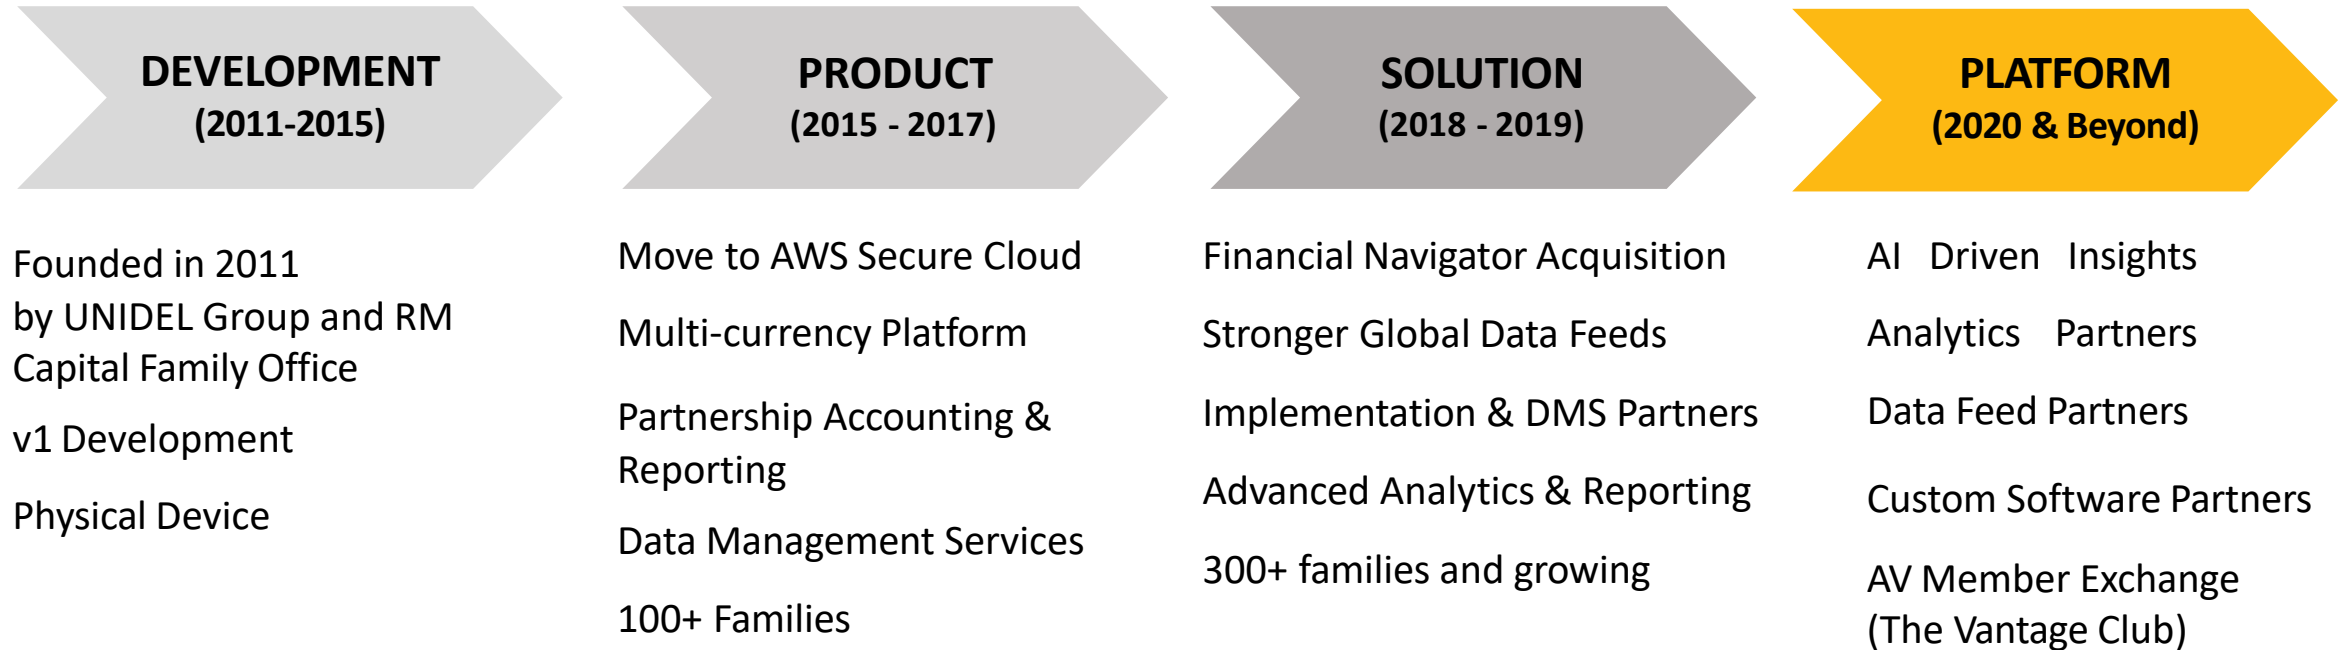 DEVELOPMENT
(2011-2015)
Founded in 2011
by UNIDEL Group and RM
Capital Family Office
v1 Development
Physical Device
PRODUCT
(2015 - 2017)
Move to AWS Secure Cloud
Multi-currency Platform
Partnership Accounting &
Reporting
Data Management Services
100+ Families
SOLUTION
(2018 - 2019)
Financial Navigator Acquisition
Stronger Global Data Feeds
Implementation & DMS Partners
Advanced Analytics & Reporting
300+ families and growing
PLATFORM
(2020 & Beyond)
AI Driven Insights
Analytics Partners
Data Feed Partners
Custom Software Partners
AV Member Exchange
(The Vantage Club)